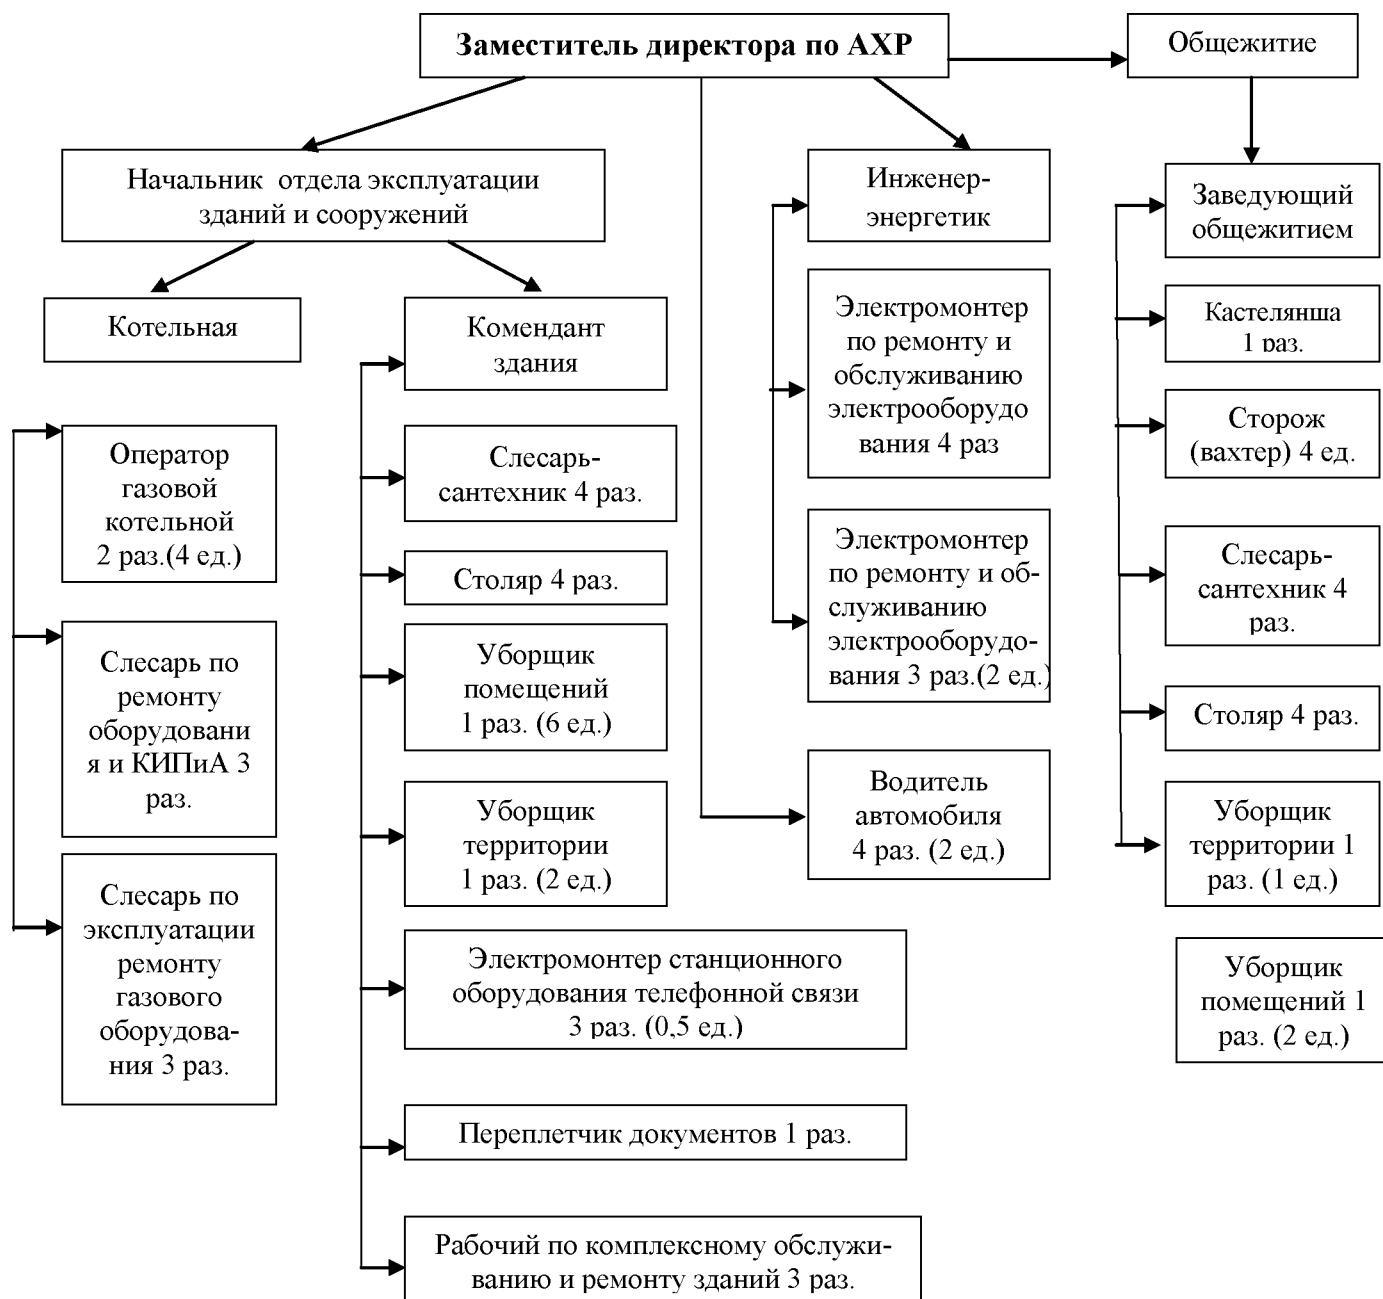 Заместитель директора по АХР
Общежитие
Начальник отдела эксплуатации
зданий и сооружений
Инженер-
энергетик
Заведующий
общежитием
Котельная
Комендант
здания
Электромонтер
по ремонту и
обслуживанию
электрооборудо
вания 4 раз
Кастелянша
1 раз.
Оператор
газовой
котельной
2 раз.(4 ед.)
Слесарь-
сантехник 4 раз.
Сторож
(вахтер) 4 ед.
Столяр 4 раз.
Электромонтер
по ремонту и об-
служиванию
электрооборудо-
вания 3 раз.(2 ед.)
Слесарь-
сантехник 4
раз.
Слесарь по
ремонту
оборудовани
я и КИПиА 3
раз.
Уборщик
помещений
1 раз. (6 ед.)
Столяр 4 раз.
Уборщик
территории
1 раз. (2 ед.)
Водитель
автомобиля
4 раз. (2 ед.)
Уборщик
территории 1
раз. (1 ед.)
Слесарь по
эксплуатации
ремонту
газового
оборудова-
ния 3 раз.
Электромонтер станционного
оборудования телефонной связи
3 раз. (0,5 ед.)
Уборщик
помещений 1
раз. (2 ед.)
Переплетчик документов 1 раз.
Рабочий по комплексному обслужи-
ванию и ремонту зданий 3 раз.